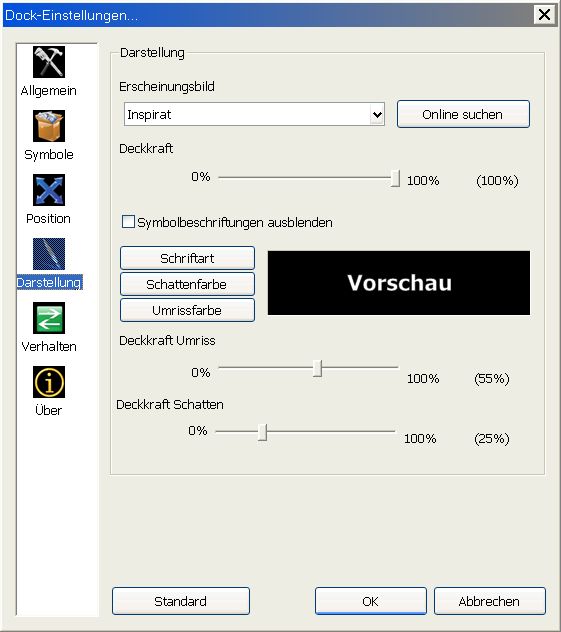 Dock-Einstellungen...
Allgemein
Symbole
Position
Darstellung
Verhalten
Über
Darstellung
Erscheinungsbild
Inspirat
Online suchen
Deckkraft
0% 100% (100%)
Symbolbeschriftungen ausblenden
Schriftart
Schattenfarbe
Umrissfarbe
Vorschau
Deckkraft Umriss
0% 100% (55%)
Deckkraft Schatten
0% 100% (25%)
Standard OK Abbrechen